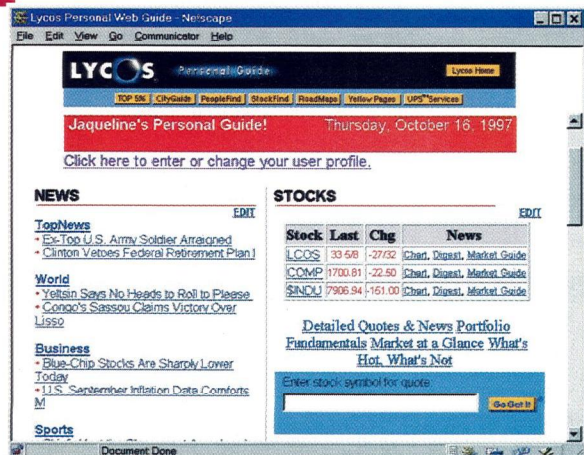 Lycos Personal Web Guide - Netscape
File Edit View Go Communicator Help
LYCOS Personal Guide
Lycos Home
TOP 5% CityGuide PeopleFind StockFind RoadMaps Yellow Pages UPS Services
Jaqueline's Personal Guide! Thursday, October 16, 1997
Click here to enter or change your user profile.
NEWS
EDIT
TopNews
Ex-Top U.S. Army Soldier Arraigned
Clinton Vetoes Federal Retirement Plan
World
Yeltsin Says No Heads to Roll to Please
Congo's Sassou Claims Victory Over
Lisso
Business
Blue-Chip Stocks Are Sharply Lower
Today
U.S. September Inflation Data Comforts
M
Sports
STOCKS
EDIT
Stock Last Chg News
LCOS 33 5/8 -27/32 Chart, Digest, Market Guide
COMP 1700.81 -22.50 Chart, Digest, Market Guide
$INDU 7906.94 -151.00 Chart, Digest, Market Guide
Detailed Quotes & News Portfolio
Fundamentals Market at a Glance What's
Hot, What's Not
Enter stock symbol for quote:
Go Get It
Document Done